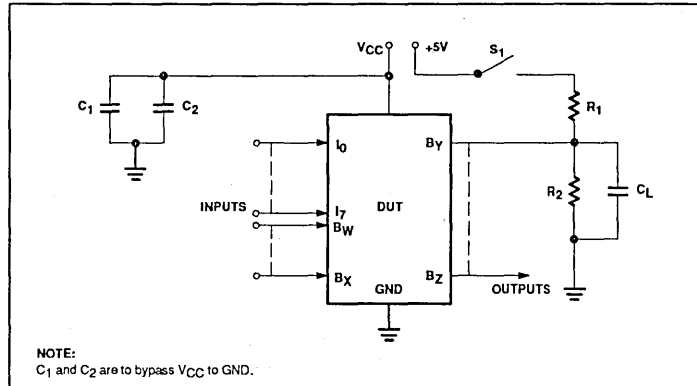 VCC +5V S1
C1 C2 R1
I0 BY
R2 CL
INPUTS I7 DUT
BW
BX GND BZ OUTPUTS
NOTE:
C1 and C2 are to bypass VCC to GND.